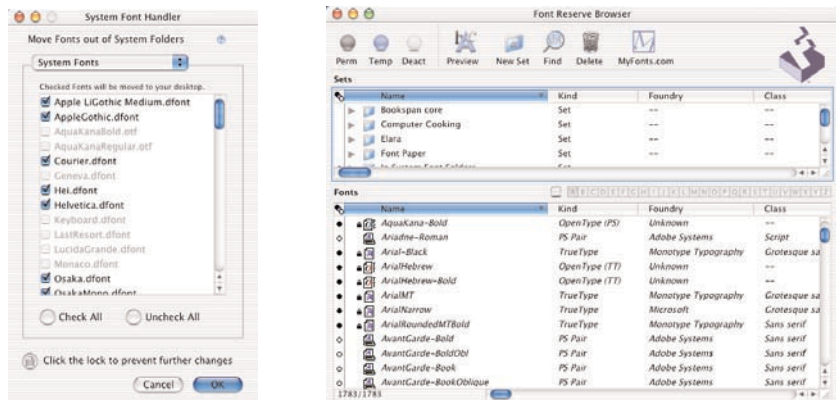 System Font Handler
Move Fonts out of System Folders
System Fonts
Checked Fonts will be moved to your desktop.
Apple LiGothic Medium.dfont
AppleGothic.dfont
AquaKanaBold.otf
AquaKanaRegular.otf
Courier.dfont
Geneva.dfont
Hei.dfont
Helvetica.dfont
Keyboard.dfont
LastResort.dfont
LucidaGrande.dfont
Monaco.dfont
Osaka.dfont
OsakaMono.dfont
Check All Uncheck All
Click the lock to prevent further changes
Cancel OK
Font Reserve Browser
Perm Temp Deact Preview New Set Find Delete MyFonts.com
Sets
Name Kind Foundry Class
Bookspan core Set -- --
Computer Cooking Set -- --
Elara Set -- --
Font Paper Set -- --
In System Font Folders Set -- --
Fonts A B C D E F G H I J K L M N O P Q R S T U V W X Y Z
Name Kind Foundry Class
AquaKana-Bold OpenType (PS) Unknown --
Ariadne-Roman PS Pair Adobe Systems Script
Arial-Black TrueType Monotype Typography Grotesque sa
ArialHebrew OpenType (TT) Unknown --
ArialHebrew-Bold OpenType (TT) Unknown --
ArialMT TrueType Monotype Typography Grotesque sa
ArialNarrow TrueType Microsoft Grotesque sa
ArialRoundedMTBold TrueType Monotype Typography Sans serif
AvantGarde-Bold PS Pair Adobe Systems Sans serif
AvantGarde-BoldObl PS Pair Adobe Systems Sans serif
AvantGarde-Book PS Pair Adobe Systems Sans serif
AvantGarde-BookOblique PS Pair Adobe Systems Sans serif
1783/1783